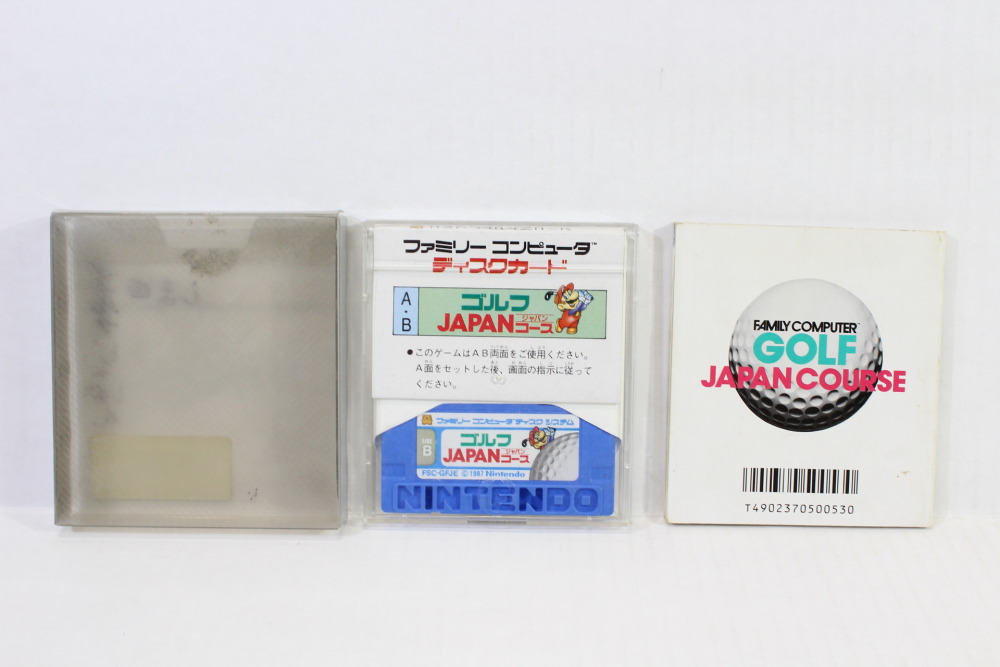 ファミリー コンピュータ™
ディスクカード
A・B
ゴルフ
JAPAN ジャパン コース
●このゲームはAB両面をご使用ください。
A面をセットした後、画面の指示に従って
ください。
ファミリー コンピュータ ディスク システム
SIDE B
ゴルフ
JAPAN ジャパン コース
FSC-GFJE ©1987 Nintendo
NINTENDO
FAMILY COMPUTER™
GOLF
JAPAN COURSE
T4902370500530